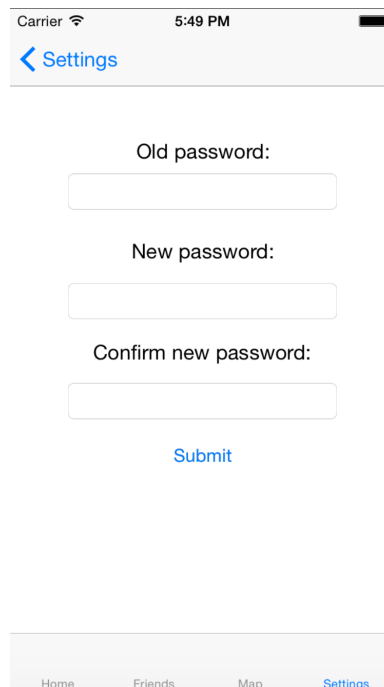 Carrier 5:49 PM
Settings
Old password:
New password:
Confirm new password:
Submit
Home Friends Map Settings